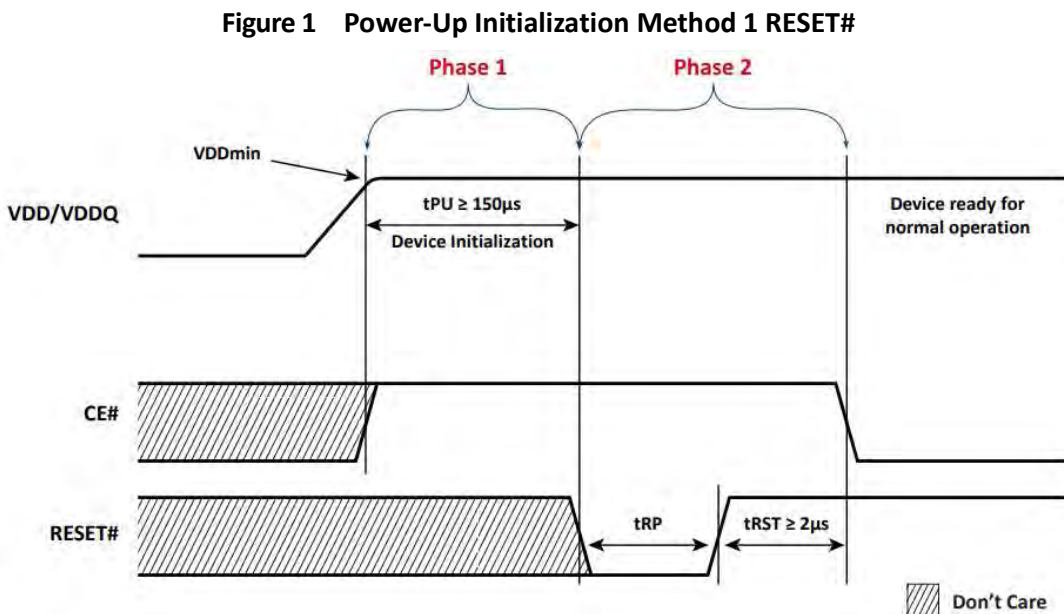 Figure 1 Power-Up Initialization Method 1 RESET#
Phase 1
Phase 2
VDDmin
VDD/VDDQ
tPU ≥ 150µs
Device Initialization
Device ready for
normal operation
CE#
RESET#
tRP
tRST ≥ 2µs
Don't Care